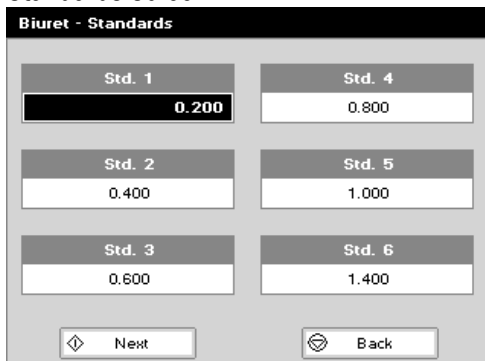 Biuret - Standards
Std. 1
0.200
Std. 4
0.800
Std. 2
0.400
Std. 5
1.000
Std. 3
0.600
Std. 6
1.400
Next
Back